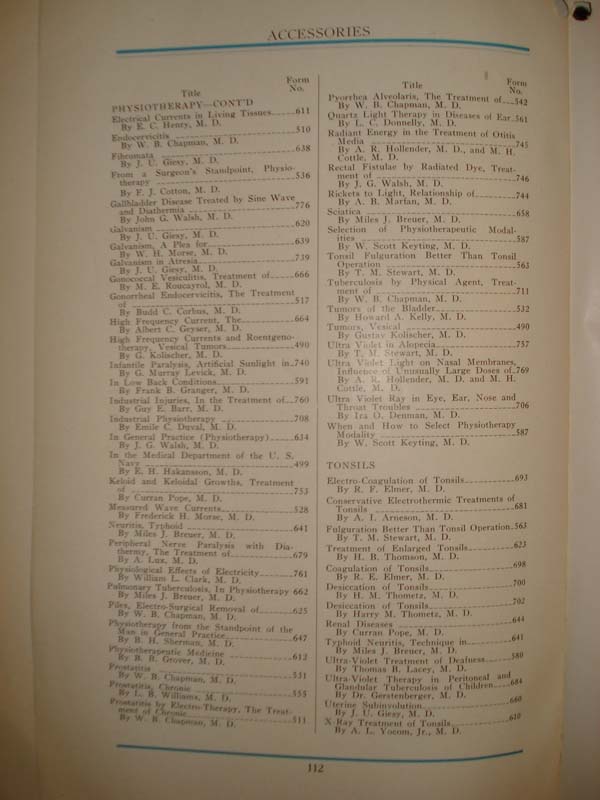 ACCESSORIES
Title
Form
No.
PHYSIOTHERAPY—CONT'D
Electrical Currents in Living Tissues 611
By E. C. Henry, M. D.
Endocervicitis 510
By W. B. Chapman, M. D.
Fibromata 638
By J. U. Giesy, M. D.
From a Surgeon's Standpoint, Physio-
therapy 536
By F. J. Cotton, M. D.
Gallbladder Disease Treated by Sine Wave
and Diathermia 776
By John G. Walsh, M. D.
Galvanism 620
By J. U. Giesy, M. D.
Galvanism, A Plea for 639
By W. H. Morse, M. D.
Galvanism in Atresia 739
By J. U. Giesy, M. D.
Gonococcal Vesiculitis, Treatment of 666
By M. E. Roucayrol, M. D.
Gonorrheal Endocervicitis, The Treatment
of 517
By Budd C. Corbus, M. D.
High Frequency Current, The 664
By Albert C. Geyser, M. D.
High Frequency Currents and Roentgeno-
therapy, Vesical Tumors 490
By G. Kolischer, M. D.
Infantile Paralysis, Artificial Sunlight in 740
By G. Murray Levick, M. D.
In Low Back Conditions 591
By Frank B. Granger, M. D.
Industrial Injuries, In the Treatment of 760
By Guy E. Barr, M. D.
Industrial Physiotherapy 708
By Emile C. Duval, M. D.
In General Practice (Physiotherapy) 634
By J. G. Walsh, M. D.
In the Medical Department of the U. S.
Navy 499
By E. H. Hakansson, M. D.
Keloid and Keloidal Growths, Treatment
of 753
By Curran Pope, M. D.
Measured Wave Currents 528
By Frederick H. Morse, M. D.
Neuritis, Typhoid 641
By Miles J. Breuer, M. D.
Peripheral Nerve Paralysis with Dia-
thermy, The Treatment of 679
By A. Lux, M. D.
Physiological Effects of Electricity 761
By William L. Clark, M. D.
Pulmonary Tuberculosis, In Physiotherapy 662
By Miles J. Breuer, M. D.
Piles, Electro-Surgical Removal of 625
By W. B. Chapman, M. D.
Physiotherapy from the Standpoint of the
Man in General Practice 647
By B. H. Sherman, M. D.
Physiotherapeutic Medicine 612
By B. B. Grover, M. D.
Prostatitis 531
By W. B. Chapman, M. D.
Prostatitis, Chronic 555
By L. B. Williams, M. D.
Prostatitis by Electro-Therapy, The Treat-
ment of Chronic 511
By W. B. Chapman, M. D.
Title
Form
No.
Pyorrhea Alveolaris, The Treatment of 542
By W. B. Chapman, M. D.
Quartz Light Therapy in Diseases of Ear 561
By L. C. Donnelly, M. D.
Radiant Energy in the Treatment of Otitis
Media 745
By A. R. Hollender, M. D., and M. H.
Cottle, M. D.
Rectal Fistulae by Radiated Dye, Treat-
ment of 746
By J. G. Walsh, M. D.
Rickets to Light, Relationship of 744
By A. B. Marfan, M. D.
Sciatica 658
By Miles J. Breuer, M. D.
Selection of Physiotherapeutic Modal-
ities 587
By W. Scott Keyting, M. D.
Tonsil Fulguration Better Than Tonsil
Operation 563
By T. M. Stewart, M. D.
Tuberculosis by Physical Agent, Treat-
ment of 711
By W. B. Chapman, M. D.
Tumors of the Bladder 532
By Howard A. Kelly, M. D.
Tumors, Vesical 490
By Gustav Kolischer, M. D.
Ultra Violet in Alopecia 757
By T. M. Stewart, M. D.
Ultra Violet Light on Nasal Membranes,
Influence of Unusually Large Doses of 769
By A. R. Hollender, M. D. and M. H.
Cottle, M. D.
Ultra Violet Ray in Eye, Ear, Nose and
Throat Troubles 706
By Ira O. Denman, M. D.
When and How to Select Physiotherapy
Modality 587
By W. Scott Keyting, M. D.
TONSILS
Electro-Coagulation of Tonsils 693
By R. F. Elmer, M. D.
Conservative Electrothermic Treatments of
Tonsils 681
By A. I. Arneson, M. D.
Fulguration Better Than Tonsil Operation 563
By T. M. Stewart, M. D.
Treatment of Enlarged Tonsils 623
By H. B. Thomson, M. D.
Coagulation of Tonsils 698
By R. E. Elmer, M. D.
Desiccation of Tonsils 700
By H. M. Thometz, M. D.
Desiccation of Tonsils 702
By Harry M. Thometz, M. D.
Renal Diseases 644
By Curran Pope, M. D.
Typhoid Neuritis, Technique in 641
By Miles J. Breuer, M. D.
Ultra-Violet Treatment of Deafness 580
By Thomas B. Lacey, M. D.
Ultra-Violet Therapy in Peritoneal and
Glandular Tuberculosis of Children 684
By Dr. Gerstenberger, M. D.
Uterine Subinvolution 660
By J. U. Giesy, M. D.
X Ray Treatment of Tonsils 610
By A. L. Yocom, Jr., M. D.
112